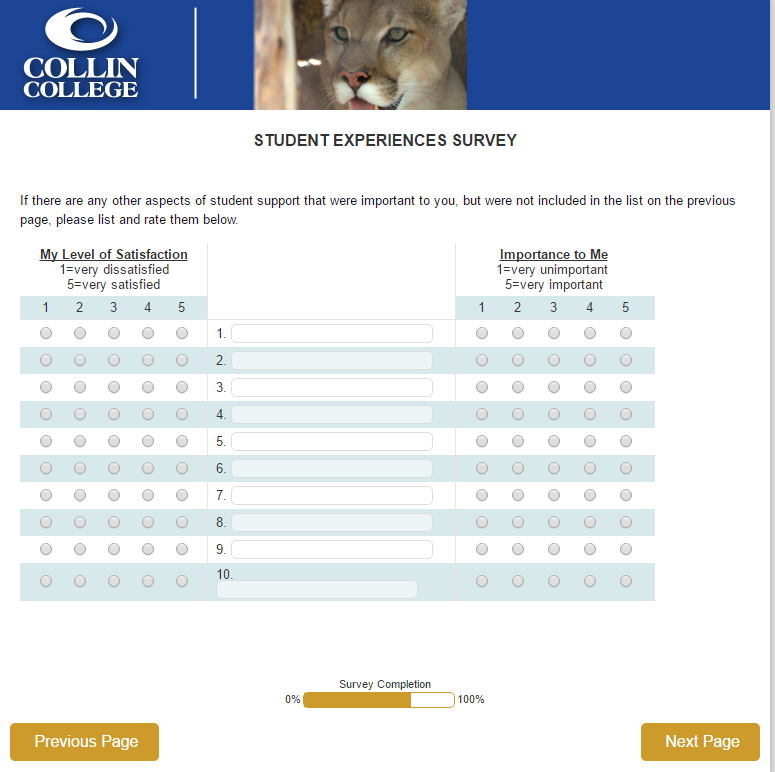 COLLIN
COLLEGE
STUDENT EXPERIENCES SURVEY
If there are any other aspects of student support that were important to you, but were not included in the list on the previous
page, please list and rate them below.
My Level of Satisfaction
1=very dissatisfied
5=very satisfied
Importance to Me
1=very unimportant
5=very important
1 2 3 4 5 1 2 3 4 5
1.
2.
3.
4.
5.
6.
7.
8.
9.
10.
Survey Completion
0% 100%
Previous Page Next Page